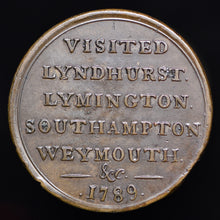 VISITED
LYNDHURST.
LYMINGTON.
SOUTHAMPTON
WEYMOUTH.
— &c. —
·1789·